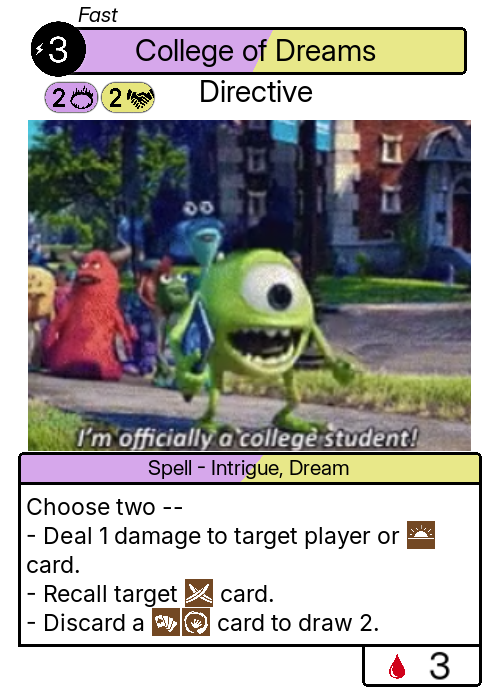 Fast
3
College of Dreams
2 2
Directive
I'm officially a college student!
Spell - Intrigue, Dream
Choose two --
- Deal 1 damage to target player or
card.
- Recall target card.
- Discard a card to draw 2.
3